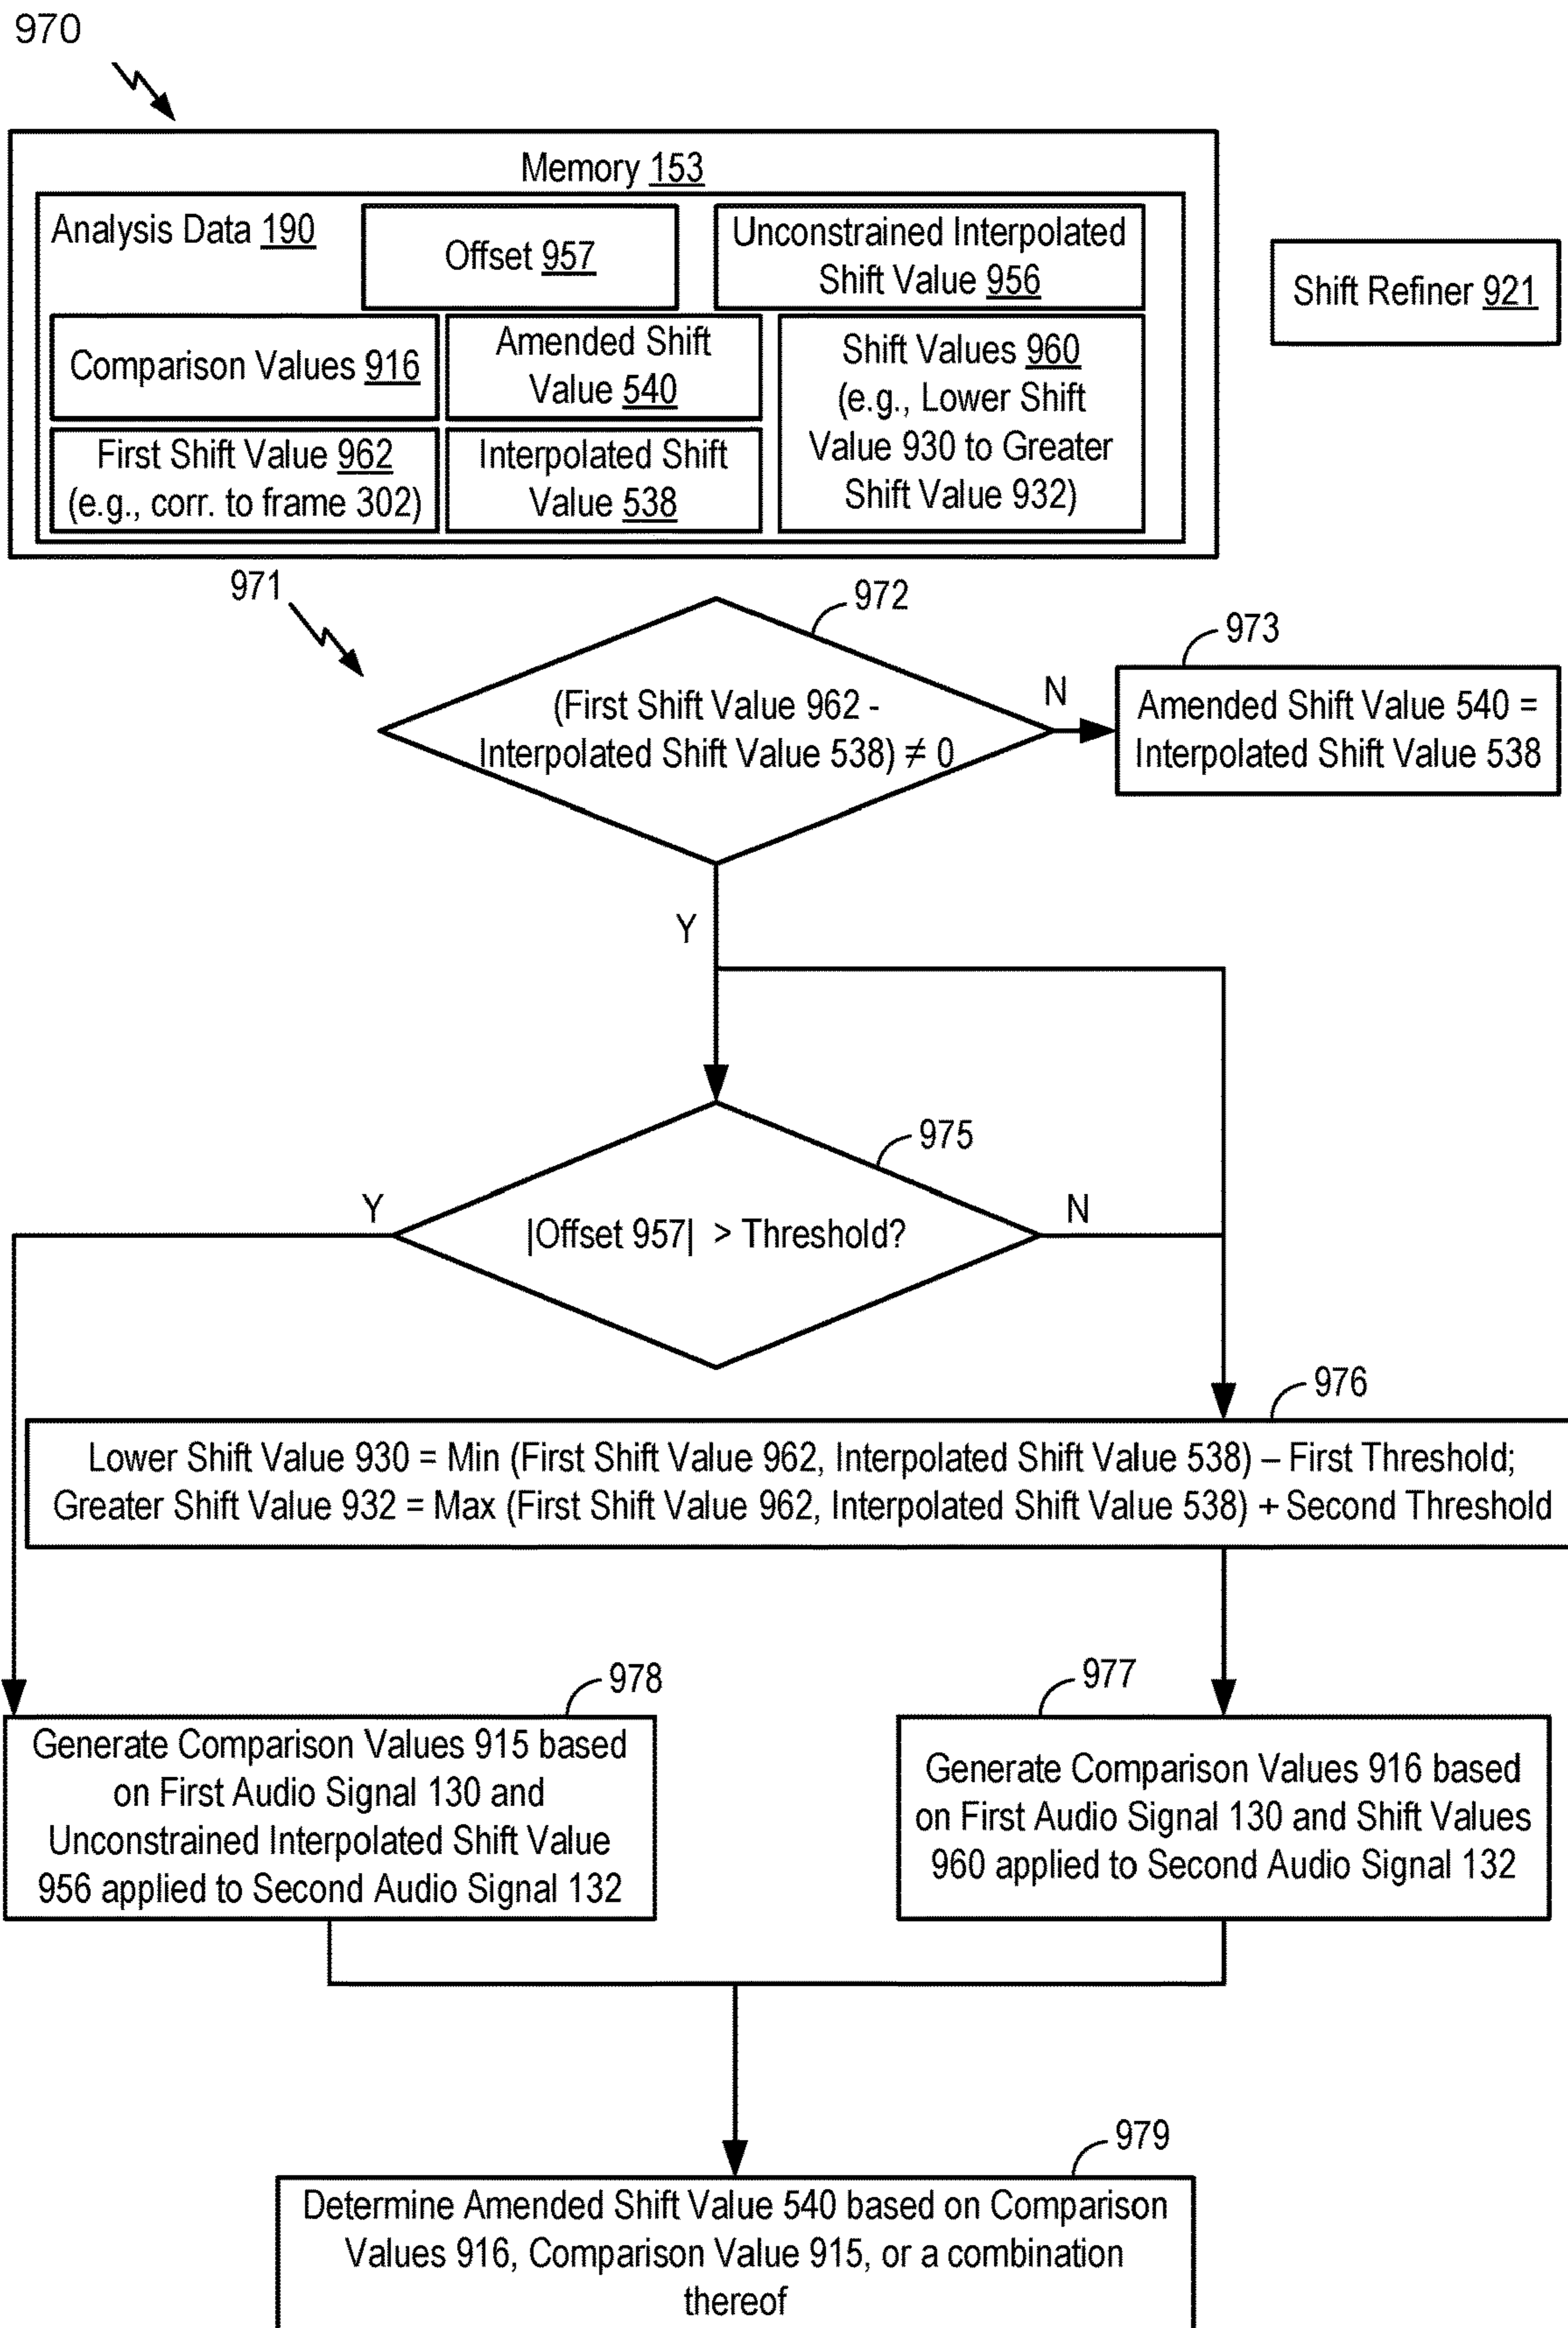 970
Memory 153
Analysis Data 190
Offset 957
Unconstrained Interpolated
Shift Value 956
Shift Refiner 921
Comparison Values 916
Amended Shift
Value 540
Shift Values 960
(e.g., Lower Shift
Value 930 to Greater
Shift Value 932)
First Shift Value 962
(e.g., corr. to frame 302)
Interpolated Shift
Value 538
971
972
973
(First Shift Value 962 -
Interpolated Shift Value 538) ≠ 0
N
Amended Shift Value 540 =
Interpolated Shift Value 538
Y
975
Y
|Offset 957| > Threshold?
N
976
Lower Shift Value 930 = Min (First Shift Value 962, Interpolated Shift Value 538) – First Threshold;
Greater Shift Value 932 = Max (First Shift Value 962, Interpolated Shift Value 538) + Second Threshold
978
977
Generate Comparison Values 915 based
on First Audio Signal 130 and
Unconstrained Interpolated Shift Value
956 applied to Second Audio Signal 132
Generate Comparison Values 916 based
on First Audio Signal 130 and Shift Values
960 applied to Second Audio Signal 132
979
Determine Amended Shift Value 540 based on Comparison
Values 916, Comparison Value 915, or a combination
thereof